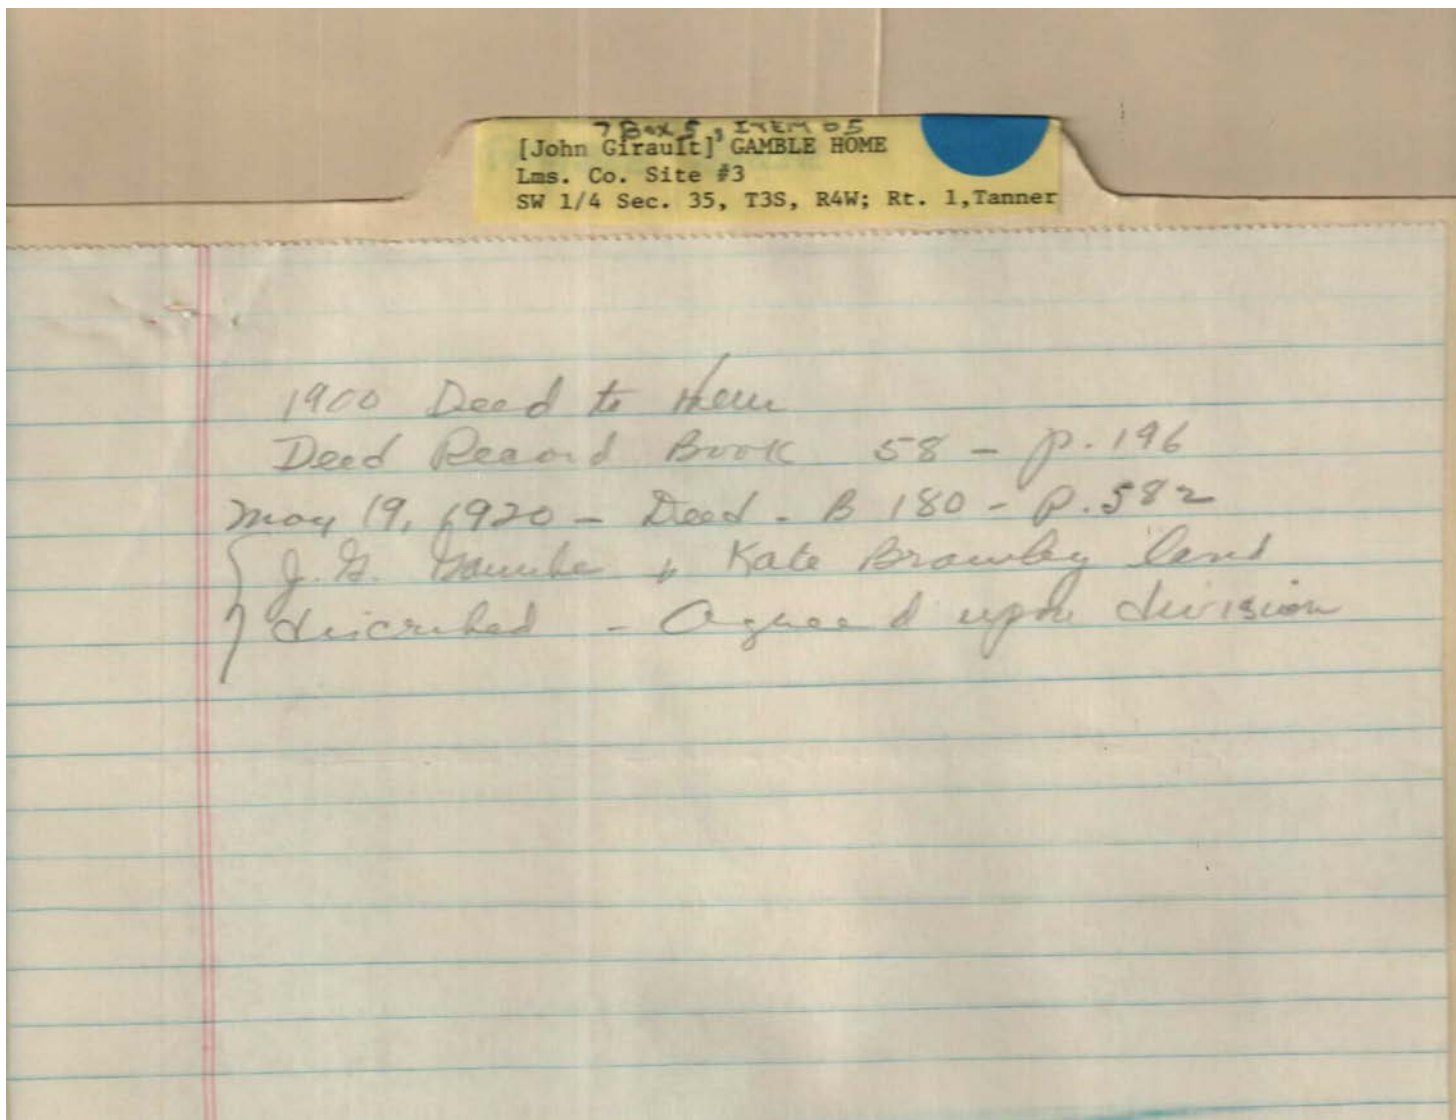 7 Box 5, ITEM 05
[John Girault] GAMBLE HOME
Lms. Co. Site #3
SW 1/4 Sec. 35, T3S, R4W; Rt. 1,Tanner
1900 Deed to them
Deed Record Book 58 - p. 196
May 19, 1920 - Deed - B 180 - p. 582
J. G. Gamble + Kate Brawley land
discribed - Agreed upon division